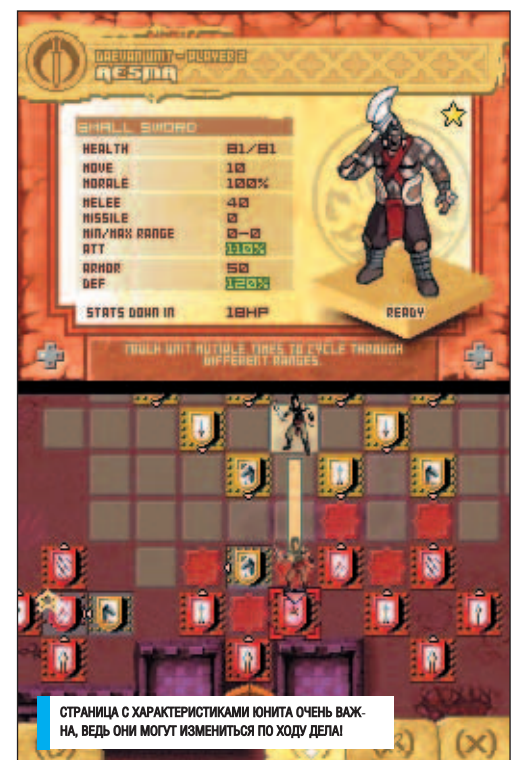 DAEVAN UNIT - PLAYER 2
AESMA
SMALL SWORD
HEALTH 81/81
MOVE 10
MORALE 100%
MELEE 40
MISSILE 0
MIN/MAX RANGE 0-0
ATT 110%
ARMOR 50
DEF 120%
STATS DOWN IN 18HP
READY
TOUCH UNIT MUTIPLE TIMES TO CYCLE THROUGH
DIFFERENT RANGES.
СТРАНИЦА С ХАРАКТЕРИСТИКАМИ ЮНИТА ОЧЕНЬ ВАЖ-
НА, ВЕДЬ ОНИ МОГУТ ИЗМЕНИТЬСЯ ПО ХОДУ ДЕЛА!